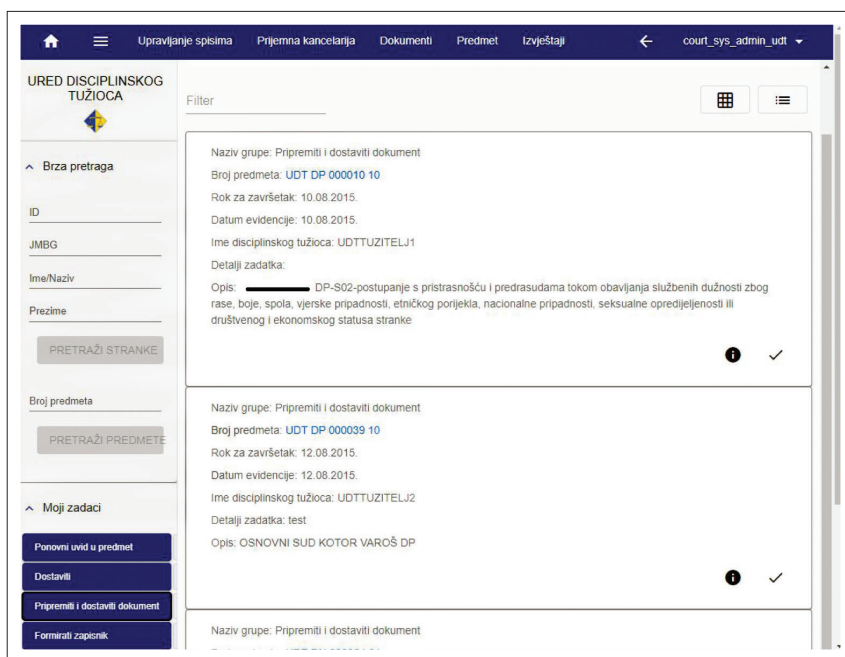 Upravljanje spisima Prijemna kancelarija Dokumenti Predmet Izvještaji court_sys_admin_udt
URED DISCIPLINSKOG
TUŽIOCA
Brza pretraga
ID
JMBG
Ime/Naziv
Prezime
PRETRAŽI STRANKE
Broj predmeta
PRETRAŽI PREDMETE
Moji zadaci
Ponovni uvid u predmet
Dostaviti
Pripremiti i dostaviti dokument
Formirati zapisnik
Filter
Naziv grupe: Pripremiti i dostaviti dokument
Broj predmeta: UDT DP 000010 10
Rok za završetak: 10.08.2015.
Datum evidencije: 10.08.2015.
Ime disciplinskog tužioca: UDTTUZITELJ1
Detalji zadatka:
Opis: DP-S02-postupanje s pristrasnošću i predrasudama tokom obavljanja službenih dužnosti zbog
rase, boje, spola, vjerske pripadnosti, etničkog porijekla, nacionalne pripadnosti, seksualne opredijeljenosti ili
društvenog i ekonomskog statusa stranke
Naziv grupe: Pripremiti i dostaviti dokument
Broj predmeta: UDT DP 000039 10
Rok za završetak: 12.08.2015.
Datum evidencije: 12.08.2015.
Ime disciplinskog tužioca: UDTTUZITELJ2
Detalji zadatka: test
Opis: OSNOVNI SUD KOTOR VAROŠ DP
Naziv grupe: Pripremiti i dostaviti dokument